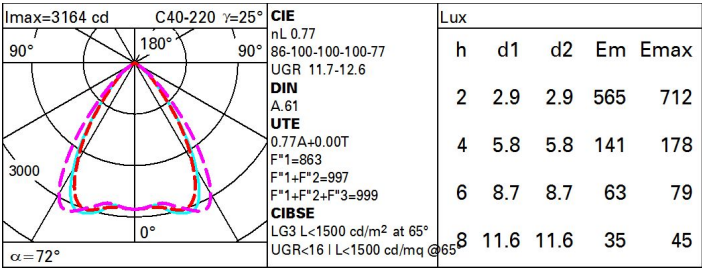 Imax=3164 cd C40-220 γ=25°
90° 180° 90°
3000
0°
α=72°
CIE
nL 0.77
86-100-100-100-77
UGR 11.7-12.6
DIN
A.61
UTE
0.77A+0.00T
F"1=863
F"1+F"2=997
F"1+F"2+F"3=999
CIBSE
LG3 L<1500 cd/m² at 65°
UGR<16 | L<1500 cd/mq @65°
Lux
h d1 d2 Em Emax
2 2.9 2.9 565 712
4 5.8 5.8 141 178
6 8.7 8.7 63 79
8 11.6 11.6 35 45